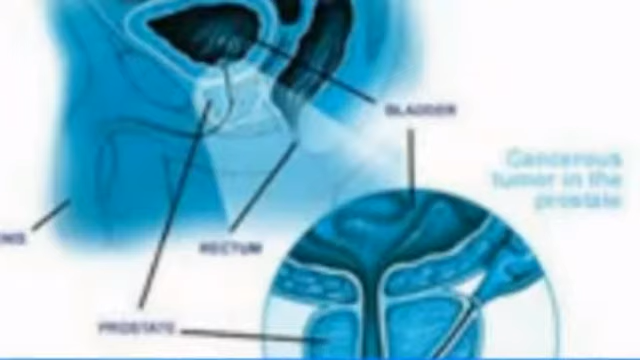 BLADDER
Cancerous
tumor in the
prostate
RECTUM
PROSTATE